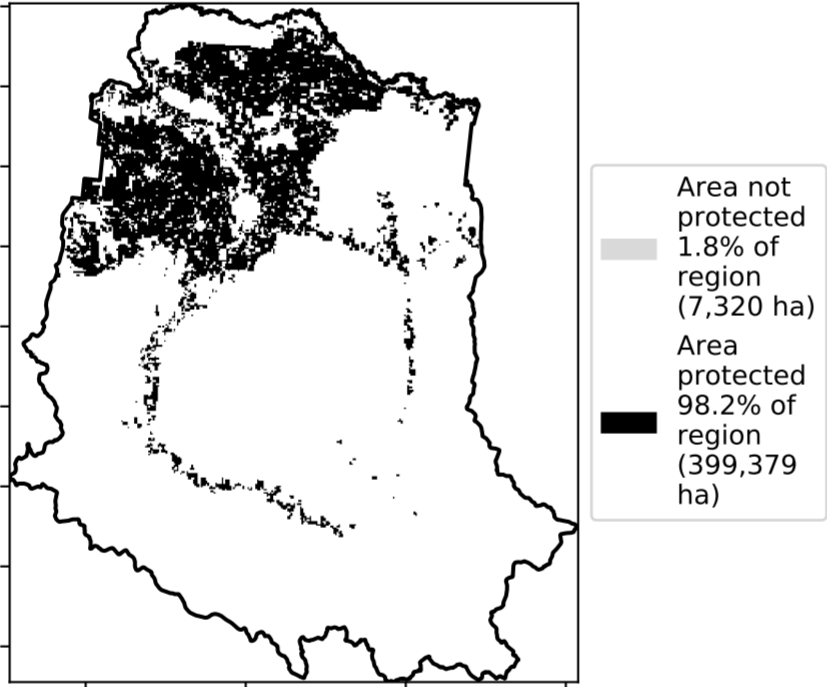 Area not
protected
1.8% of
region
(7,320 ha)
Area
protected
98.2% of
region
(399,379
ha)